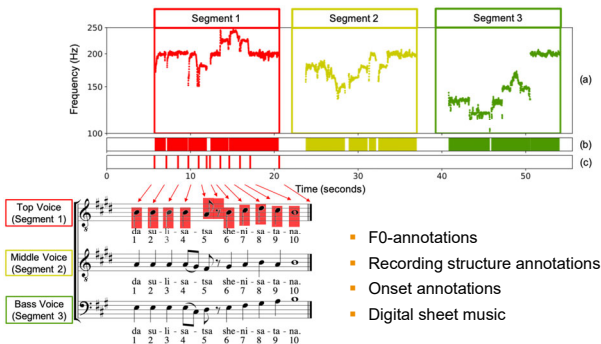 Segment 1 Segment 2 Segment 3
250
200
150
100
Frequency (Hz)
(a)
(b)
(c)
0 10 20 30 40 50
Time (seconds)
Top Voice
(Segment 1)
8
da su - li - sa - tsa she - ni - sa - ta - na.
1 2 3 4 5 6 7 8 9 10
Middle Voice
(Segment 2)
8
da su - li - sa - tsa she - ni - sa - ta - na.
1 2 3 4 5 6 7 8 9 10
Bass Voice
(Segment 3)
da su - li - sa - tsa she - ni - sa - ta - na.
1 2 3 4 5 6 7 8 9 10
F0-annotations
Recording structure annotations
Onset annotations
Digital sheet music